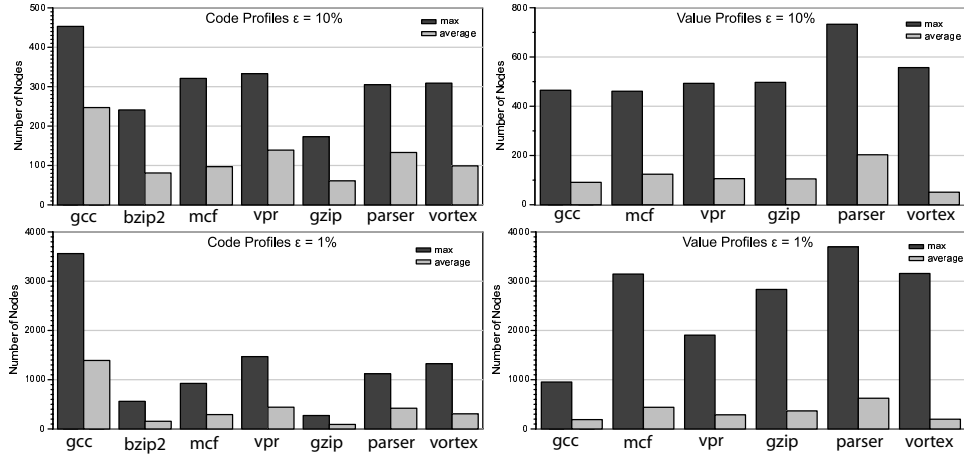 Code Profiles ε = 10%
max
average
Number of Nodes
500
400
300
200
100
0
gcc bzip2 mcf vpr gzip parser vortex
Value Profiles ε = 10%
max
average
Number of Nodes
800
600
400
200
0
gcc mcf vpr gzip parser vortex
Code Profiles ε = 1%
max
average
Number of Nodes
4000
3000
2000
1000
0
gcc bzip2 mcf vpr gzip parser vortex
Value Profiles ε = 1%
max
average
Number of Nodes
4000
3000
2000
1000
0
gcc mcf vpr gzip parser vortex